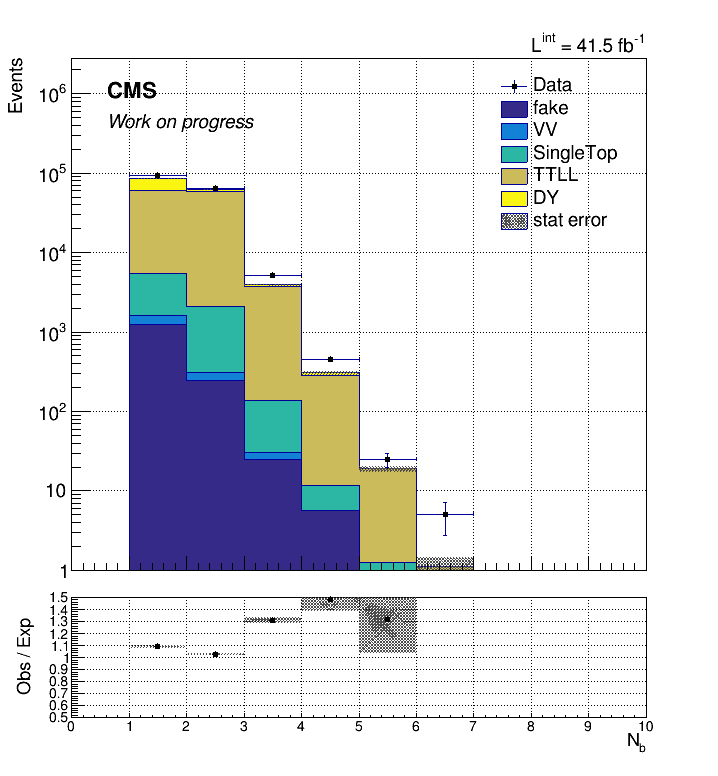 L^int = 41.5 fb^-1
Events
CMS
Work on progress
Data
fake
VV
SingleTop
TTLL
DY
stat error
10^6
10^5
10^4
10^3
10^2
10
1
Obs / Exp
1.5
1.4
1.3
1.2
1.1
1
0.9
0.8
0.7
0.6
0.5
0 1 2 3 4 5 6 7 8 9 10
N_b